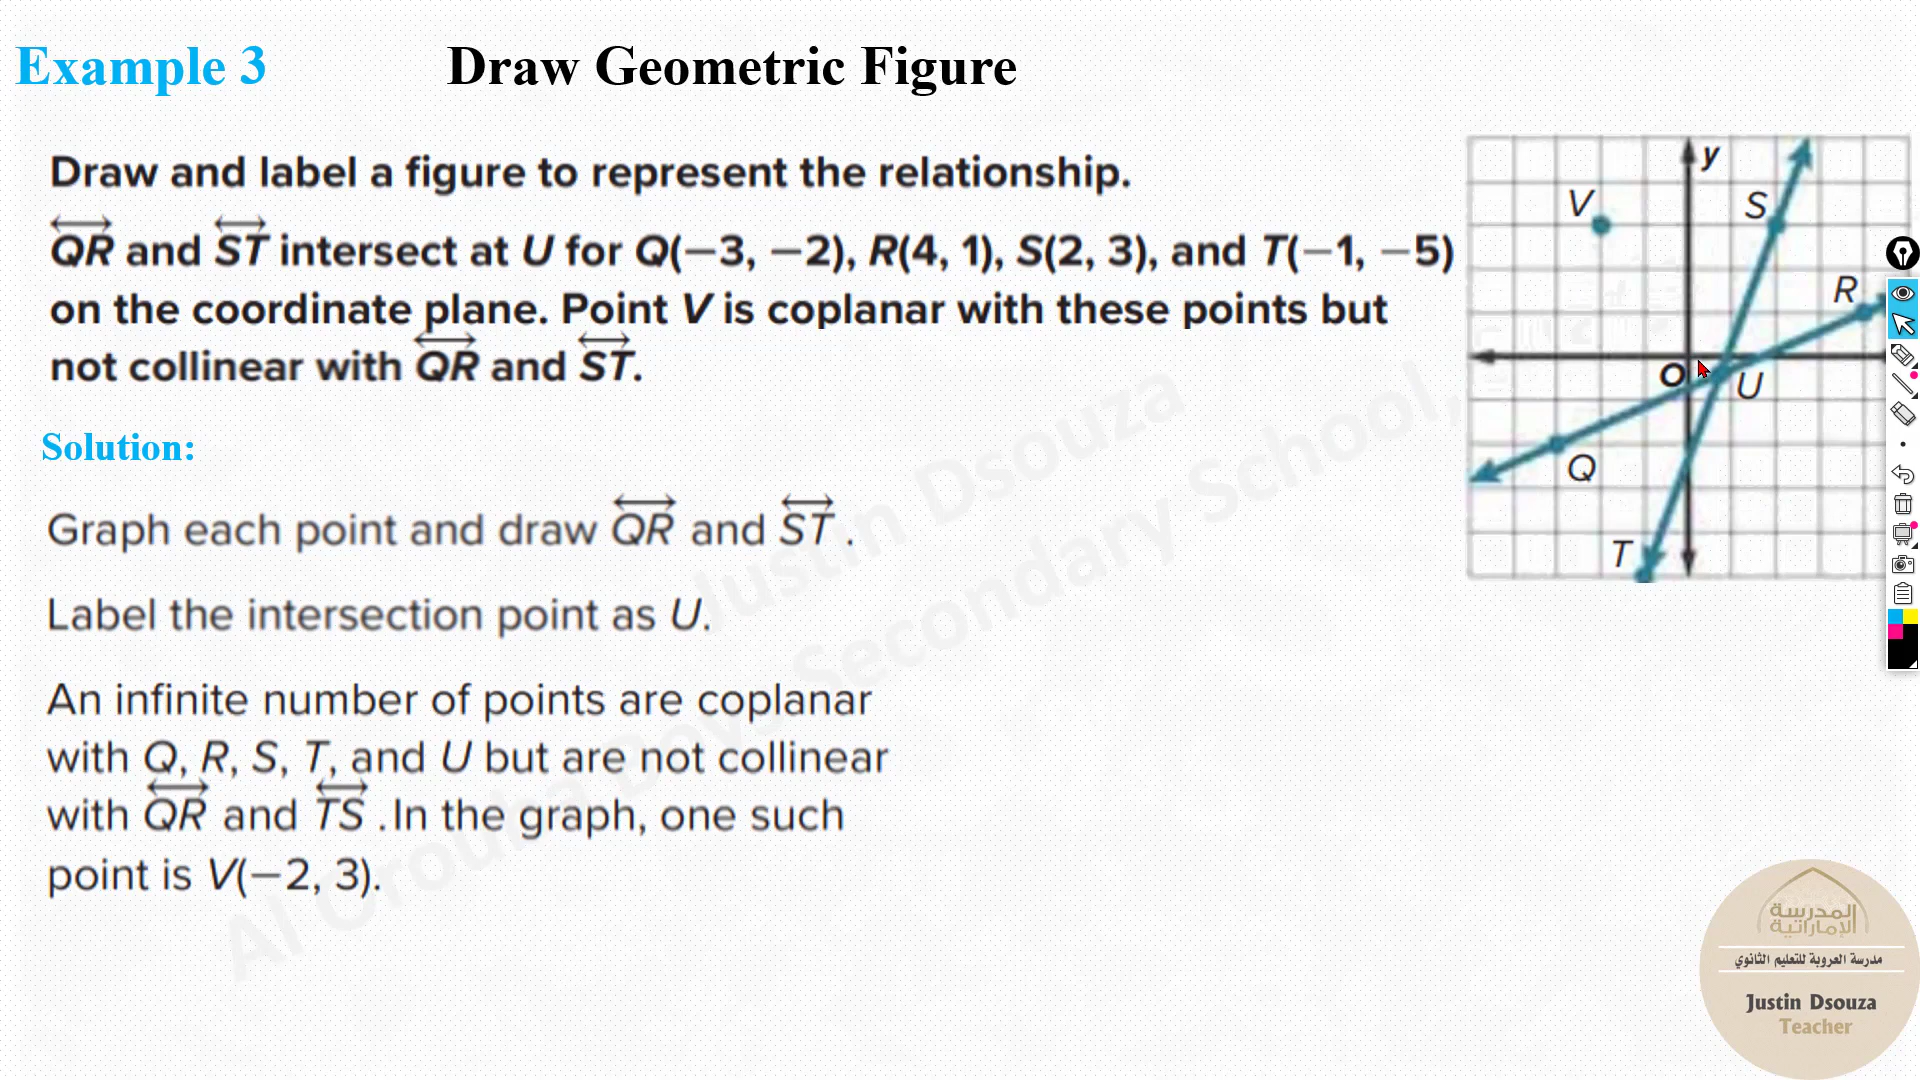 Example 3 Draw Geometric Figure
Draw and label a figure to represent the relationship.
QR and ST intersect at U for Q(−3, −2), R(4, 1), S(2, 3), and T(−1, −5)
on the coordinate plane. Point V is coplanar with these points but
not collinear with QR and ST.
Solution:
Graph each point and draw QR and ST .
Label the intersection point as U.
An infinite number of points are coplanar
with Q, R, S, T, and U but are not collinear
with QR and TS .In the graph, one such
point is V(−2, 3).
y
V
S
R
O
U
Q
T
Justin Dsouza
Al Orouba Boys Secondary School,
المدرسة
الإماراتية
مدرسة العروبة للتعليم الثانوي
Justin Dsouza
Teacher